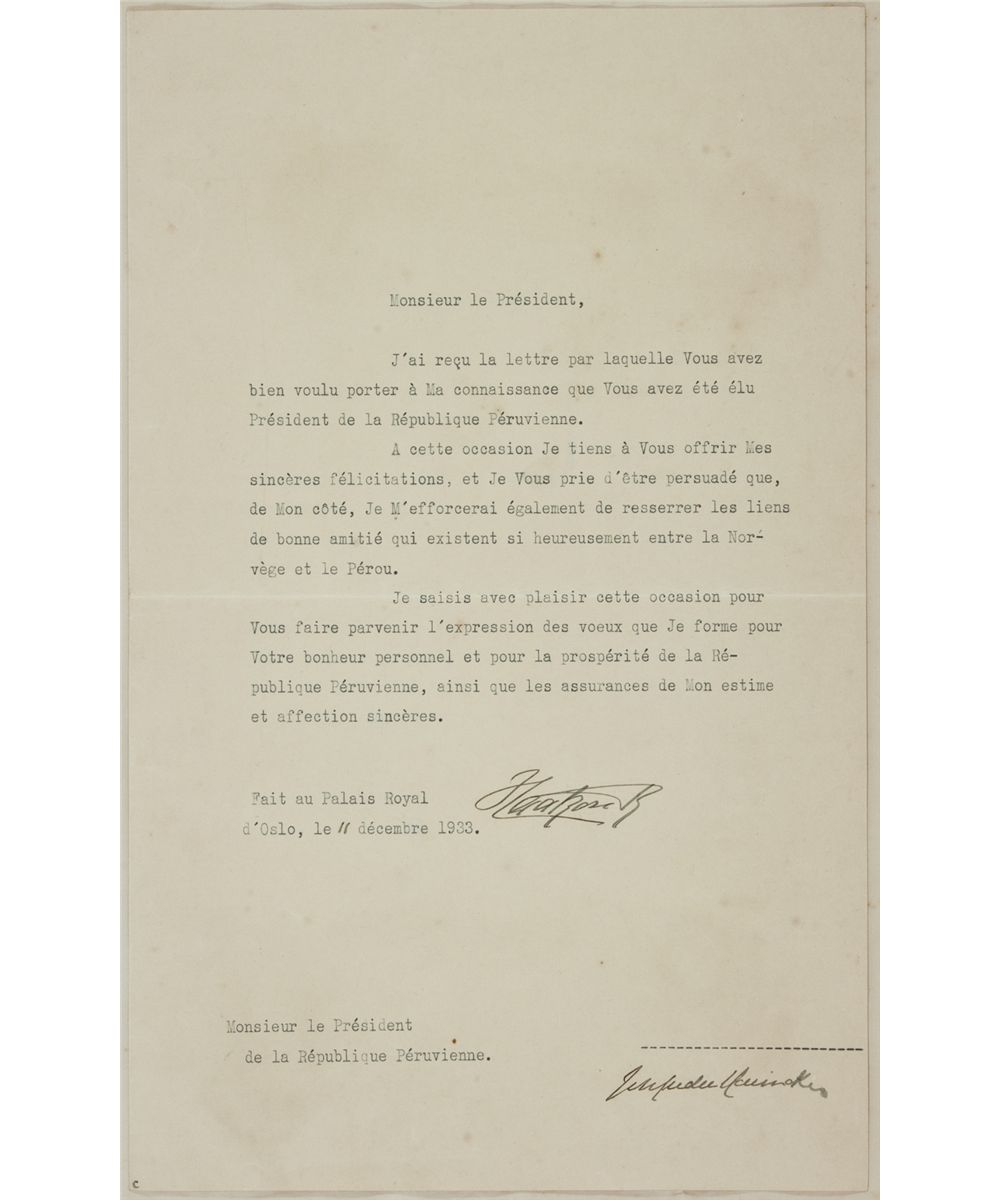 Monsieur le Président,
J'ai reçu la lettre par laquelle Vous avez
bien voulu porter à Ma connaissance que Vous avez été élu
Président de la République Péruvienne.
A cette occasion Je tiens à Vous offrir Mes
sincères félicitations, et Je Vous prie d'être persuadé que,
de Mon côté, Je M'efforcerai également de resserrer les liens
de bonne amitié qui existent si heureusement entre la Nor-
vège et le Pérou.
Je saisis avec plaisir cette occasion pour
Vous faire parvenir l'expression des voeux que Je forme pour
Votre bonheur personnel et pour la prospérité de la Ré-
publique Péruvienne, ainsi que les assurances de Mon estime
et affection sincères.
Fait au Palais Royal
Haakon R
d'Oslo, le 11 décembre 1933.
Monsieur le Président
de la République Péruvienne.
c